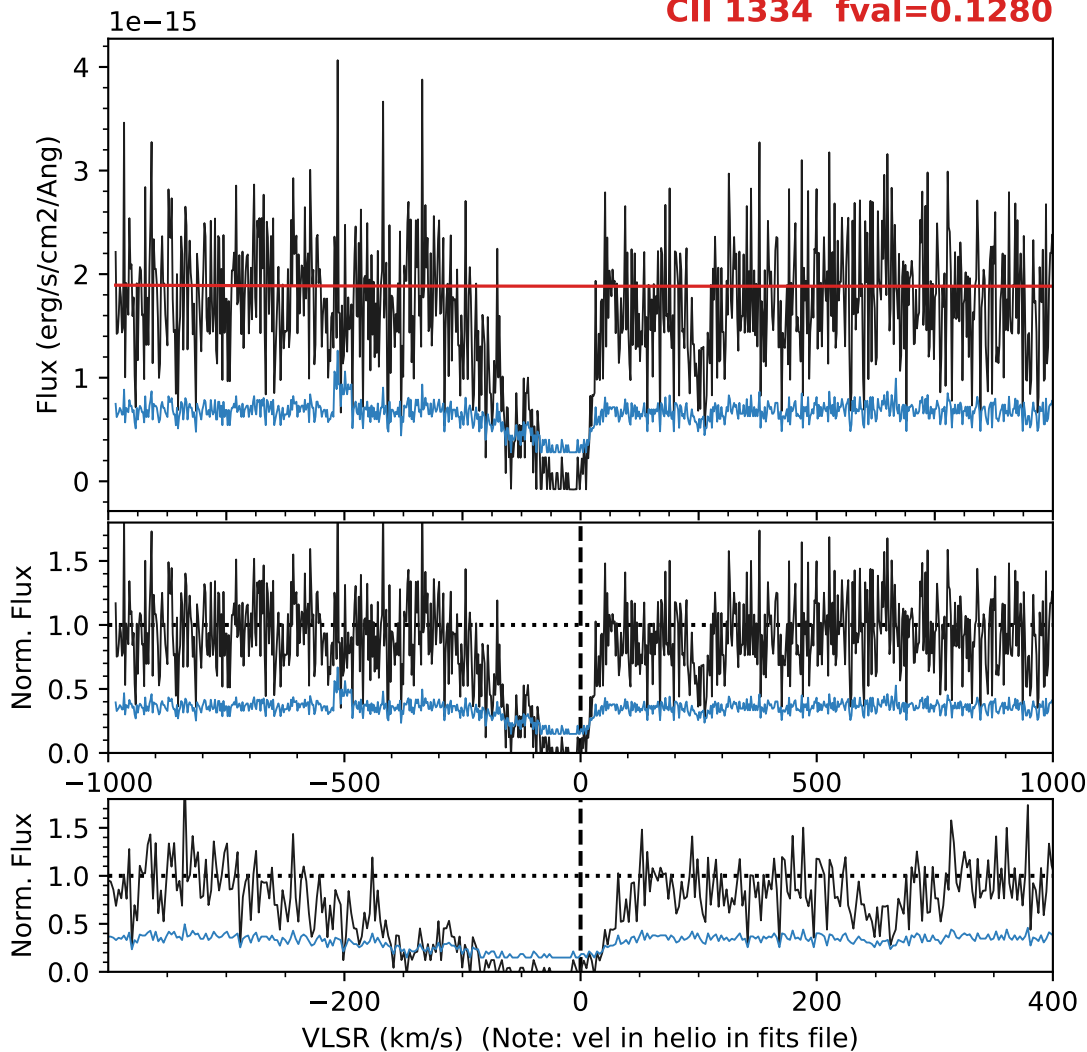 CII 1334 fval=0.1280
1e−15
4
3
2
1
0
Flux (erg/s/cm2/Ang)
1.5
1.0
0.5
0.0
Norm. Flux
−1000 −500 0 500 1000
1.5
1.0
0.5
0.0
Norm. Flux
−200 0 200 400
VLSR (km/s) (Note: vel in helio in fits file)